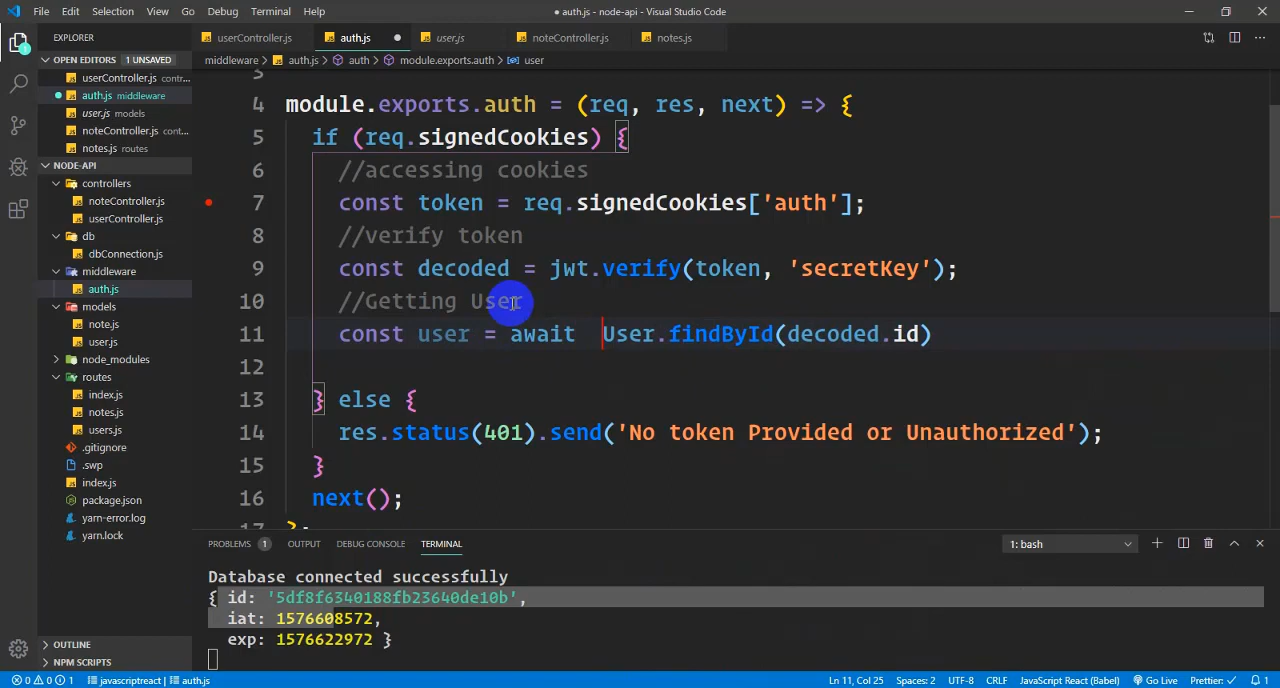 File Edit Selection View Go Debug Terminal Help
● auth.js - node-api - Visual Studio Code
EXPLORER
userController.js
auth.js
user.js
noteController.js
notes.js
OPEN EDITORS 1 UNSAVED
middleware > auth.js > auth > module.exports.auth > user
userController.js contr...
auth.js middleware
user.js models
noteController.js cont...
notes.js routes
NODE-API
controllers
noteController.js
userController.js
db
dbConnection.js
middleware
auth.js
models
note.js
user.js
node_modules
routes
index.js
notes.js
users.js
.gitignore
.swp
index.js
package.json
yarn-error.log
yarn.lock
OUTLINE
NPM SCRIPTS
3
4 module.exports.auth = (req, res, next) => {
5 if (req.signedCookies) {
6 //accessing cookies
7 const token = req.signedCookies['auth'];
8 //verify token
9 const decoded = jwt.verify(token, 'secretKey');
10 //Getting User
11 const user = await User.findById(decoded.id)
12
13 } else {
14 res.status(401).send('No token Provided or Unauthorized');
15 }
16 next();
17 };
PROBLEMS 1 OUTPUT DEBUG CONSOLE TERMINAL
1: bash
Database connected successfully
{ id: '5df8f6340188fb23640de10b',
iat: 1576608572,
exp: 1576622972 }
0 0 1 javascriptreact | auth.js
Ln 11, Col 25 Spaces: 2 UTF-8 CRLF JavaScript React (Babel) Go Live Prettier: ✓ 1